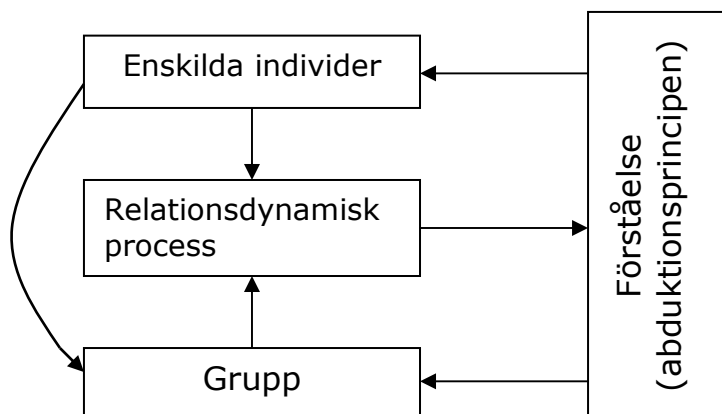 Enskilda individer
Relationsdynamisk
process
Grupp
Förståelse
(abduktionsprincipen)